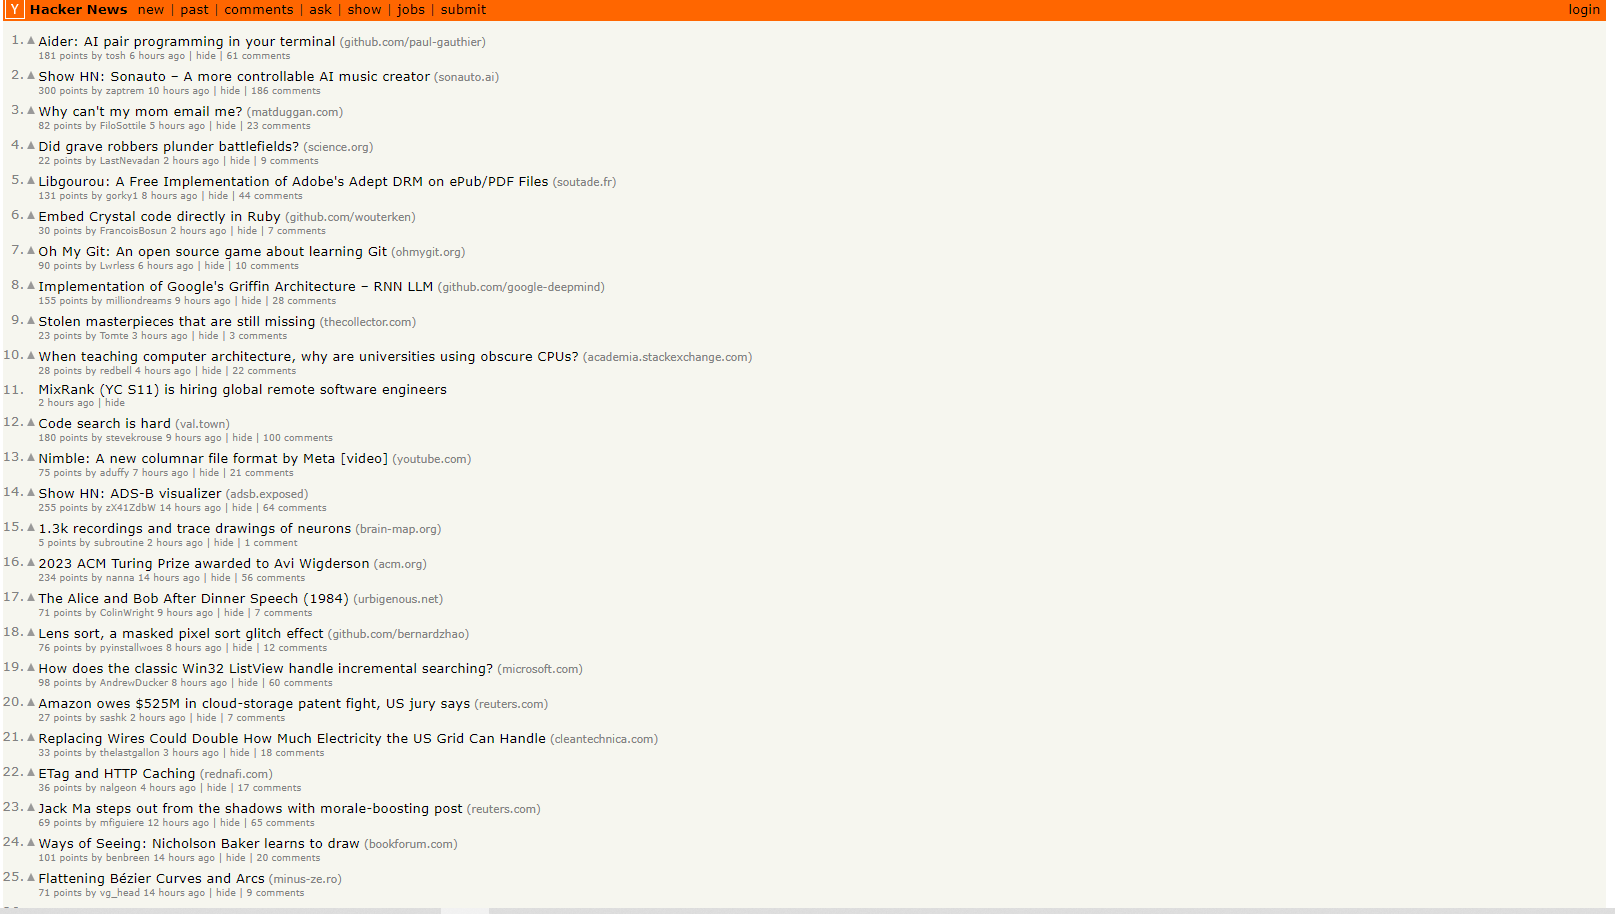 Y Hacker News new | past | comments | ask | show | jobs | submit login
1. ▲ Aider: AI pair programming in your terminal (github.com/paul-gauthier)
181 points by tosh 6 hours ago | hide | 61 comments
2. ▲ Show HN: Sonauto – A more controllable AI music creator (sonauto.ai)
300 points by zaptrem 10 hours ago | hide | 186 comments
3. ▲ Why can't my mom email me? (matduggan.com)
82 points by FiloSottile 5 hours ago | hide | 23 comments
4. ▲ Did grave robbers plunder battlefields? (science.org)
22 points by LastNevadan 2 hours ago | hide | 9 comments
5. ▲ Libgourou: A Free Implementation of Adobe's Adept DRM on ePub/PDF Files (soutade.fr)
131 points by gorky1 8 hours ago | hide | 44 comments
6. ▲ Embed Crystal code directly in Ruby (github.com/wouterken)
30 points by FrancoisBosun 2 hours ago | hide | 7 comments
7. ▲ Oh My Git: An open source game about learning Git (ohmygit.org)
90 points by Lwrless 6 hours ago | hide | 10 comments
8. ▲ Implementation of Google's Griffin Architecture – RNN LLM (github.com/google-deepmind)
155 points by milliondreams 9 hours ago | hide | 28 comments
9. ▲ Stolen masterpieces that are still missing (thecollector.com)
23 points by Tomte 3 hours ago | hide | 3 comments
10. ▲ When teaching computer architecture, why are universities using obscure CPUs? (academia.stackexchange.com)
28 points by redbell 4 hours ago | hide | 22 comments
11. MixRank (YC S11) is hiring global remote software engineers
2 hours ago | hide
12. ▲ Code search is hard (val.town)
180 points by stevekrouse 9 hours ago | hide | 100 comments
13. ▲ Nimble: A new columnar file format by Meta [video] (youtube.com)
75 points by aduffy 7 hours ago | hide | 21 comments
14. ▲ Show HN: ADS-B visualizer (adsb.exposed)
255 points by zX41ZdbW 14 hours ago | hide | 64 comments
15. ▲ 1.3k recordings and trace drawings of neurons (brain-map.org)
5 points by subroutine 2 hours ago | hide | 1 comment
16. ▲ 2023 ACM Turing Prize awarded to Avi Wigderson (acm.org)
234 points by nanna 14 hours ago | hide | 56 comments
17. ▲ The Alice and Bob After Dinner Speech (1984) (urbigenous.net)
71 points by ColinWright 9 hours ago | hide | 7 comments
18. ▲ Lens sort, a masked pixel sort glitch effect (github.com/bernardzhao)
76 points by pyinstallwoes 8 hours ago | hide | 12 comments
19. ▲ How does the classic Win32 ListView handle incremental searching? (microsoft.com)
98 points by AndrewDucker 8 hours ago | hide | 60 comments
20. ▲ Amazon owes $525M in cloud-storage patent fight, US jury says (reuters.com)
27 points by sashk 2 hours ago | hide | 7 comments
21. ▲ Replacing Wires Could Double How Much Electricity the US Grid Can Handle (cleantechnica.com)
33 points by thelastgallon 3 hours ago | hide | 18 comments
22. ▲ ETag and HTTP Caching (rednafi.com)
36 points by nalgeon 4 hours ago | hide | 17 comments
23. ▲ Jack Ma steps out from the shadows with morale-boosting post (reuters.com)
69 points by mfiguiere 12 hours ago | hide | 65 comments
24. ▲ Ways of Seeing: Nicholson Baker learns to draw (bookforum.com)
101 points by benbreen 14 hours ago | hide | 20 comments
25. ▲ Flattening Bézier Curves and Arcs (minus-ze.ro)
71 points by vg_head 14 hours ago | hide | 9 comments